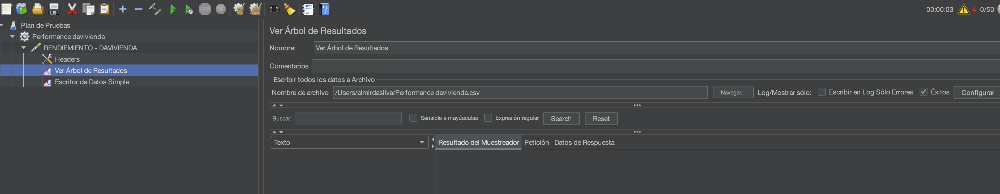 STOP
00:00:03 4 0/50
Plan de Pruebas
Performance davivienda
RENDIEMIENTO - DAVIVIENDA
Headers
Ver Árbol de Resultados
Escritor de Datos Simple
Ver Árbol de Resultados
Nombre: Ver Árbol de Resultados
Comentarios
Escribir todos los datos a Archivo
Nombre de archivo /Users/almirdasilva/Performance davivienda.csv Navegar... Log/Mostrar sólo: Escribir en Log Sólo Errores Éxitos Configurar
Buscar: Sensible a mayúsculas Expresión regular Search Reset
Texto Resultado del Muestreador Petición Datos de Respuesta